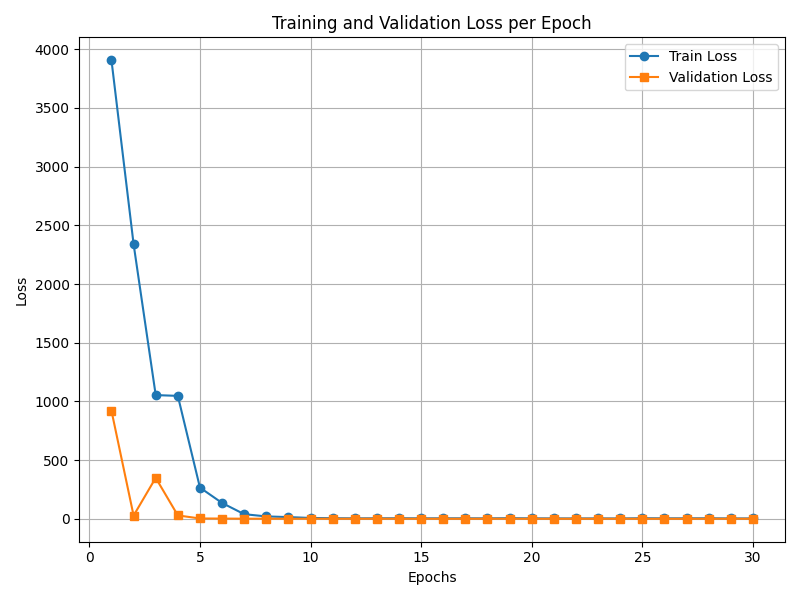 Training and Validation Loss per Epoch
Train Loss
Validation Loss
4000
3500
3000
2500
2000
1500
1000
500
0
Loss
0 5 10 15 20 25 30
Epochs